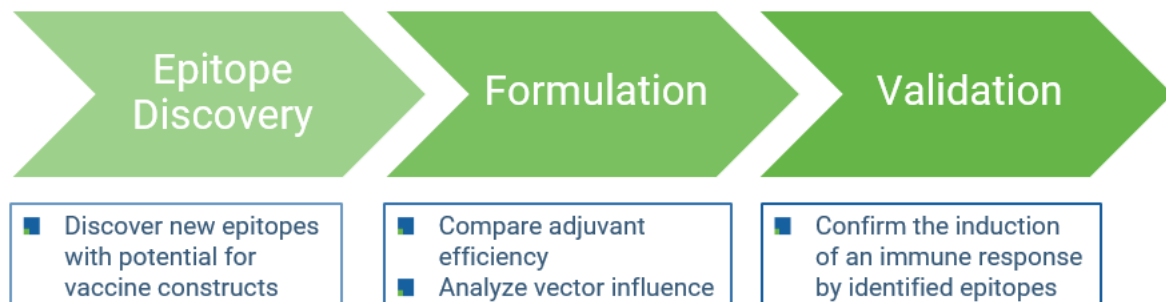 Epitope
Discovery
Formulation
Validation
Discover new epitopes
with potential for
vaccine constructs
Compare adjuvant
efficiency
Analyze vector influence
Confirm the induction
of an immune response
by identified epitopes